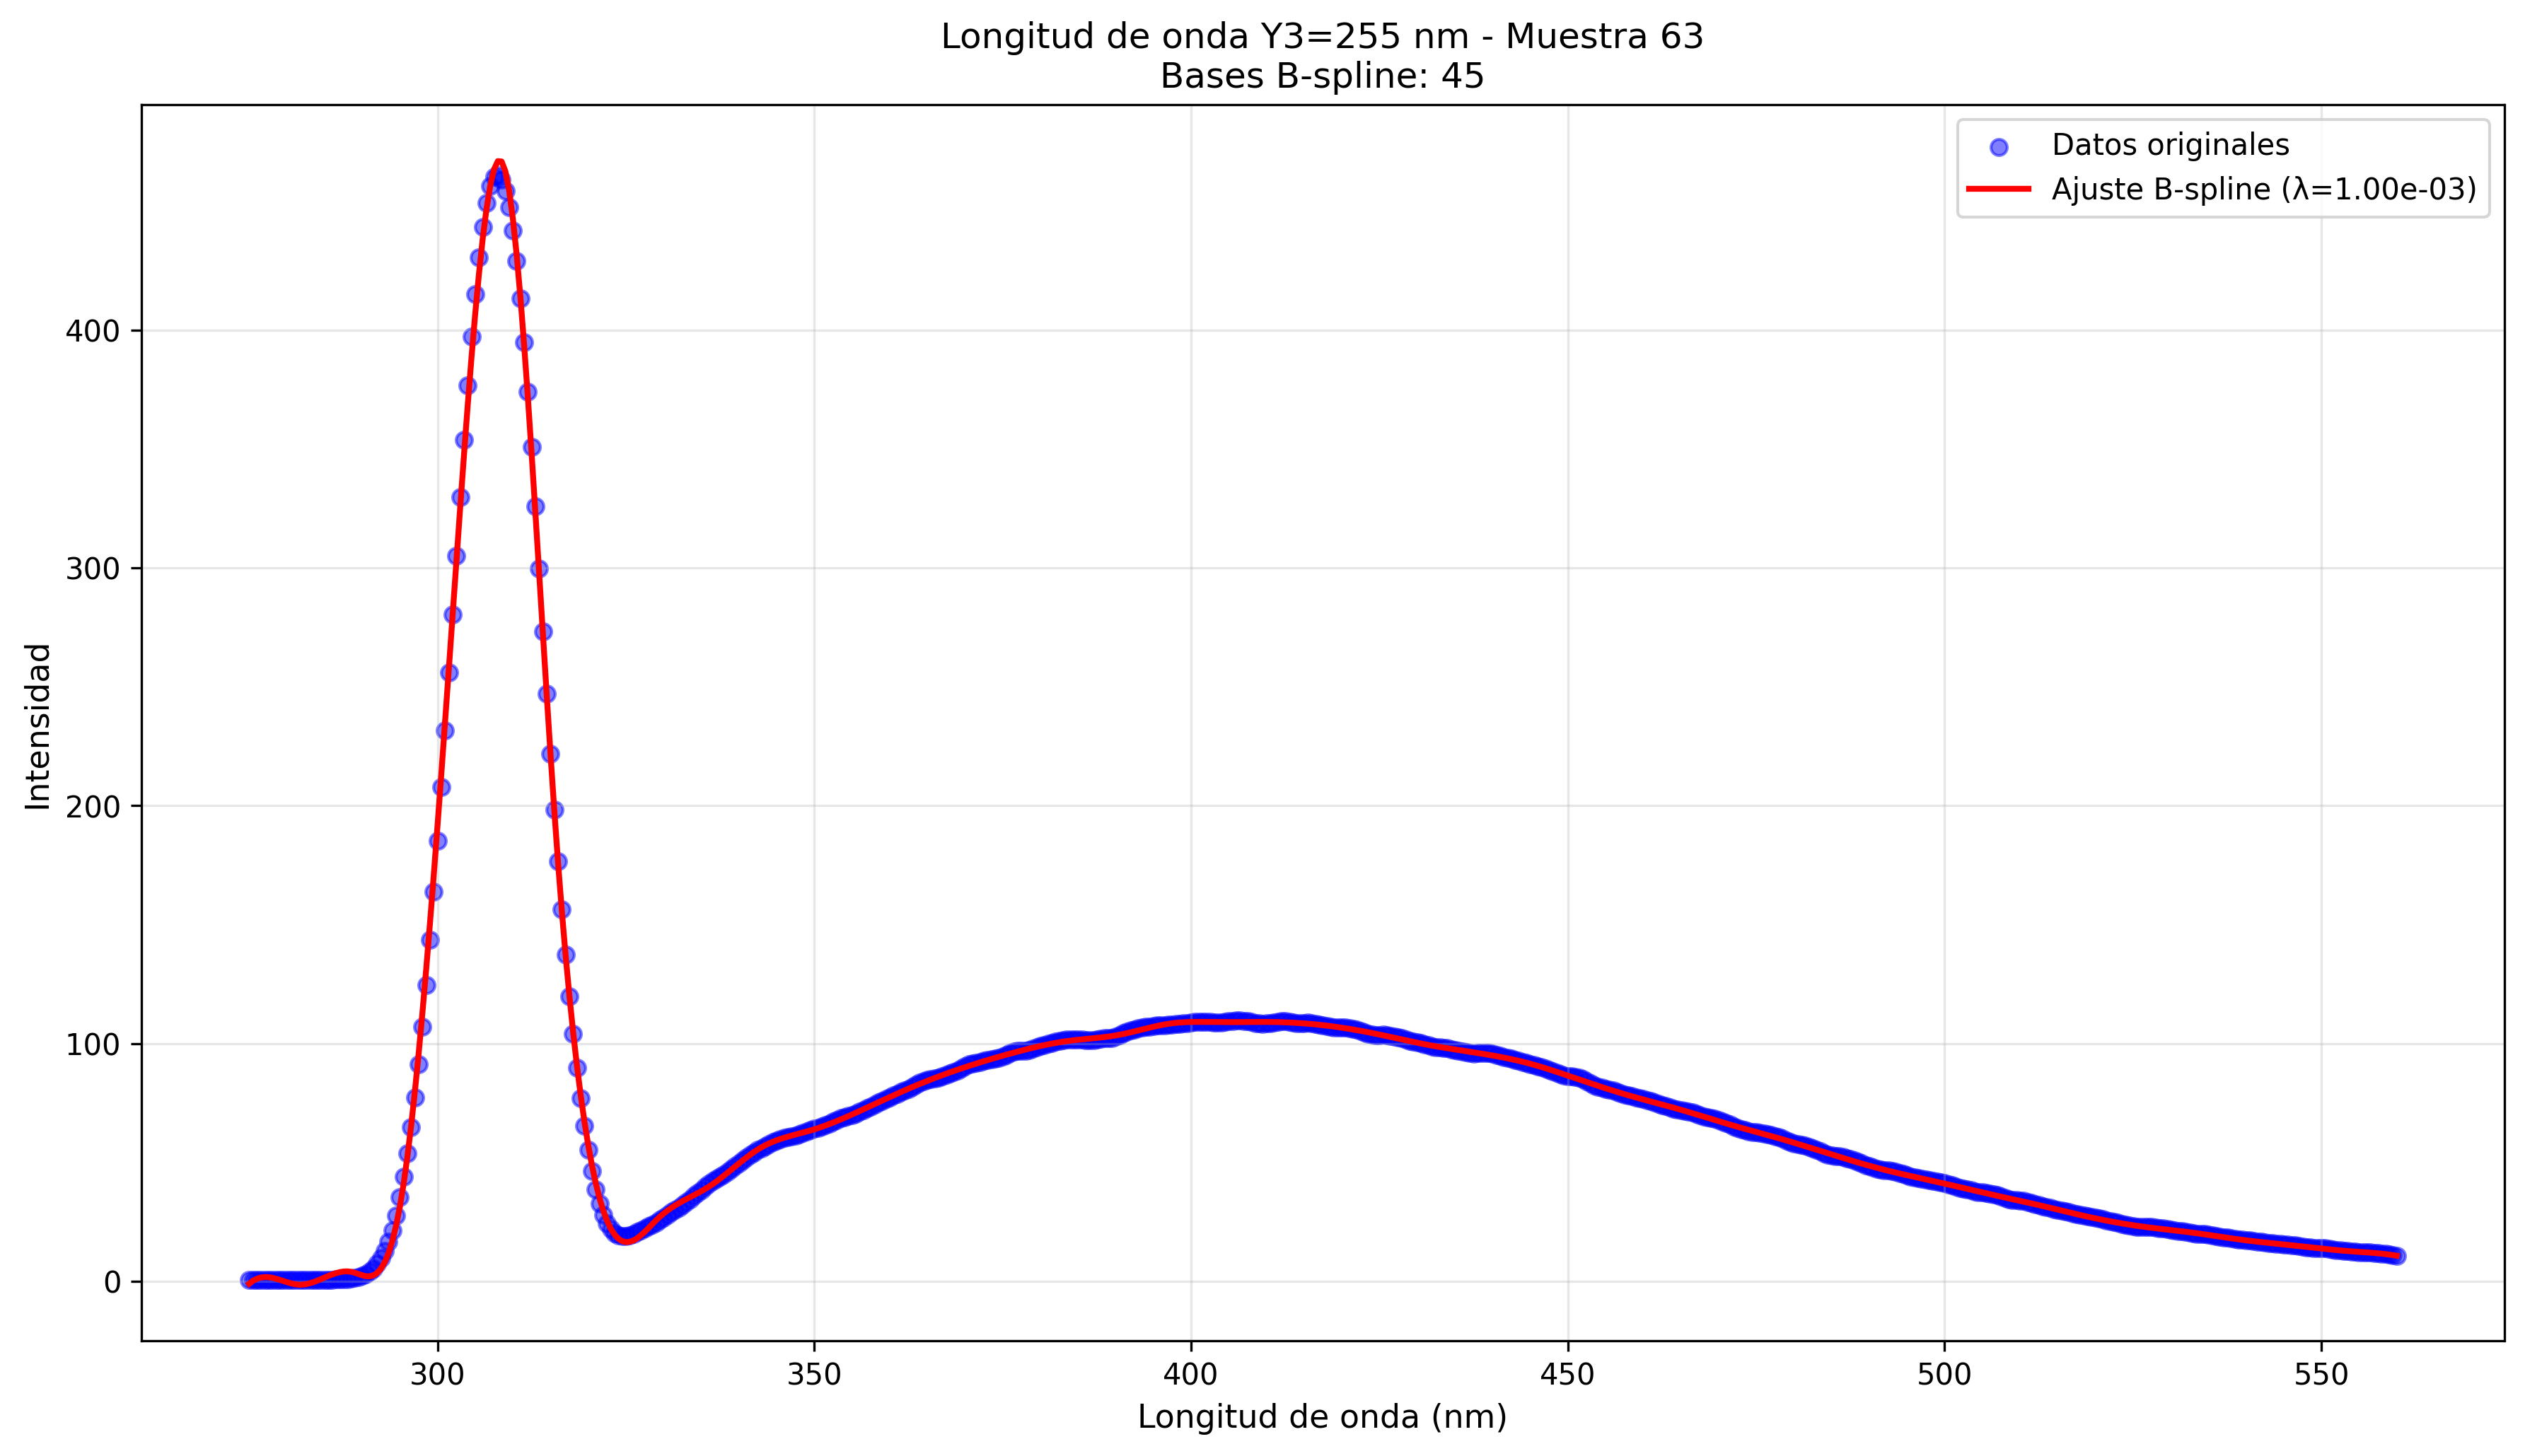 Longitud de onda Y3=255 nm - Muestra 63
Bases B-spline: 45
Datos originales
Ajuste B-spline (λ=1.00e-03)
Intensidad
400
300
200
100
0
300 350 400 450 500 550
Longitud de onda (nm)